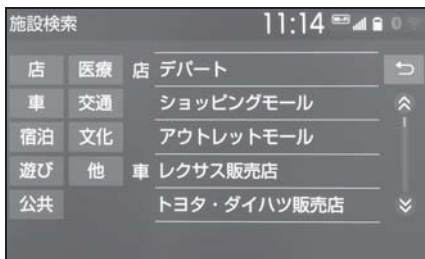 施設検索 11:14 Wi-Fi 0
店 医療 店 デパート
車 交通 ショッピングモール
宿泊 文化 アウトレットモール
遊び 他 車 レクサス販売店
公共 トヨタ・ダイハツ販売店